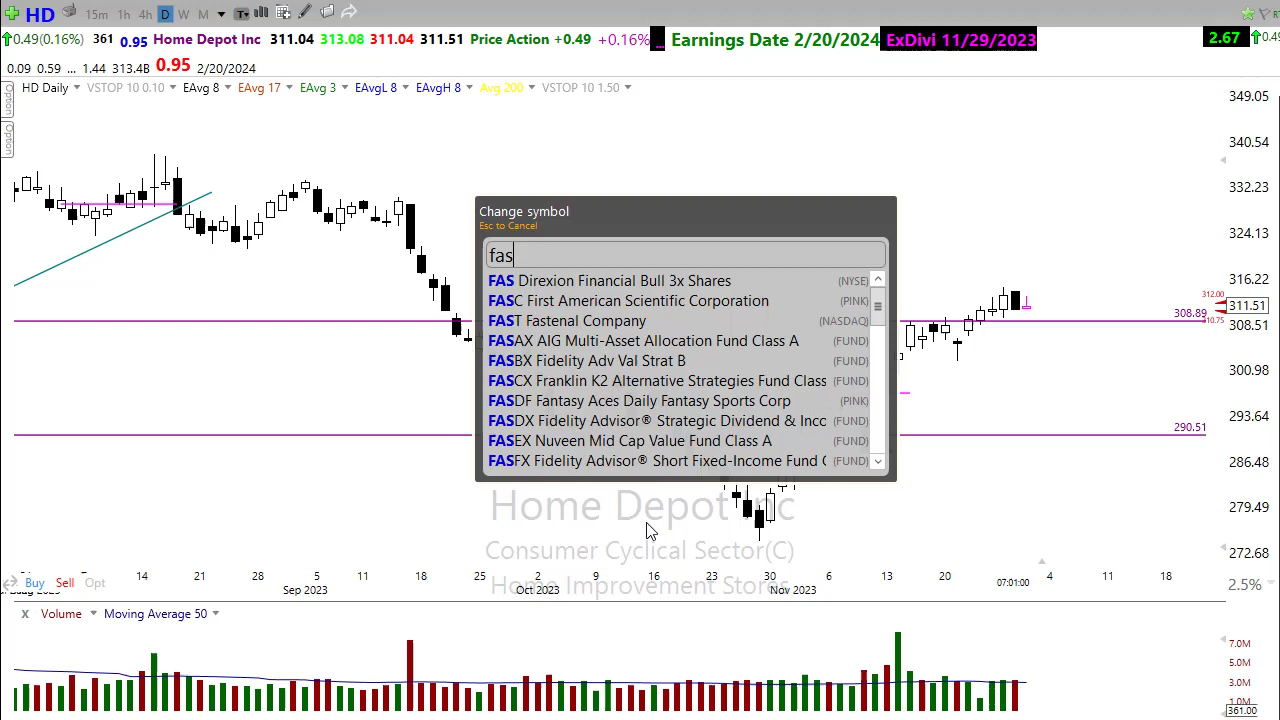 HD 15m 1h 4h D W M T
0.49(0.16%) 361 0.95 Home Depot Inc 311.04 313.08 311.04 311.51 Price Action +0.49 +0.16% ... Earnings Date 2/20/2024 ExDivi 11/29/2023 2.67 0.49
0.09 0.59 ... 1.44 313.4B 0.95 2/20/2024
HD Daily VSTOP 10 0.10 EAvg 8 EAvg 17 EAvg 3 EAvgL 8 EAvgH 8 Avg 200 VSTOP 10 1.50
Option
Option
349.05
340.54
332.23
324.13
316.22
312.00
311.51
308.89
310.75
308.51
300.98
293.64
290.51
286.48
279.49
272.68
Change symbol
Esc to Cancel
fas
FAS Direxion Financial Bull 3x Shares (NYSE)
FASC First American Scientific Corporation (PINK)
FAST Fastenal Company (NASDAQ)
FASAX AIG Multi-Asset Allocation Fund Class A (FUND)
FASBX Fidelity Adv Val Strat B (FUND)
FASCX Franklin K2 Alternative Strategies Fund Class (FUND)
FASDF Fantasy Aces Daily Fantasy Sports Corp (PINK)
FASDX Fidelity Advisor® Strategic Dividend & Inco (FUND)
FASEX Nuveen Mid Cap Value Fund Class A (FUND)
FASFX Fidelity Advisor® Short Fixed-Income Fund C (FUND)
Home Depot Inc
Consumer Cyclical Sector(C)
Home Improvement Stores
Buy Sell Opt 14 21 28 5 11 18 25 2 9 16 23 30 6 13 20 07:01:00 4 11 18 2.5%
Sep 2023 Oct 2023 Nov 2023
x Volume Moving Average 50
7.0M
5.0M
3.0M
1.0M
361.00